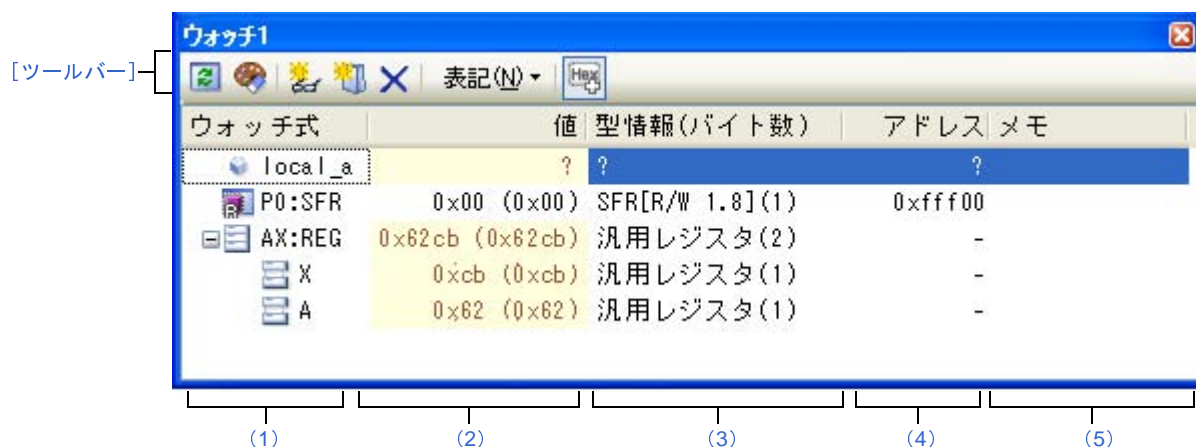 ウォッチ1
[ツールバー]
表記(N)▾ Hex
ウォッチ式 値 型情報(バイト数) アドレス メモ
local_a ? ? ?
P0:SFR 0x00 (0x00) SFR[R/W 1.8](1) 0xfff00
AX:REG 0x62cb (0x62cb) 汎用レジスタ(2) -
X 0xcb (0xcb) 汎用レジスタ(1) -
A 0x62 (0x62) 汎用レジスタ(1) -
(1) (2) (3) (4) (5)